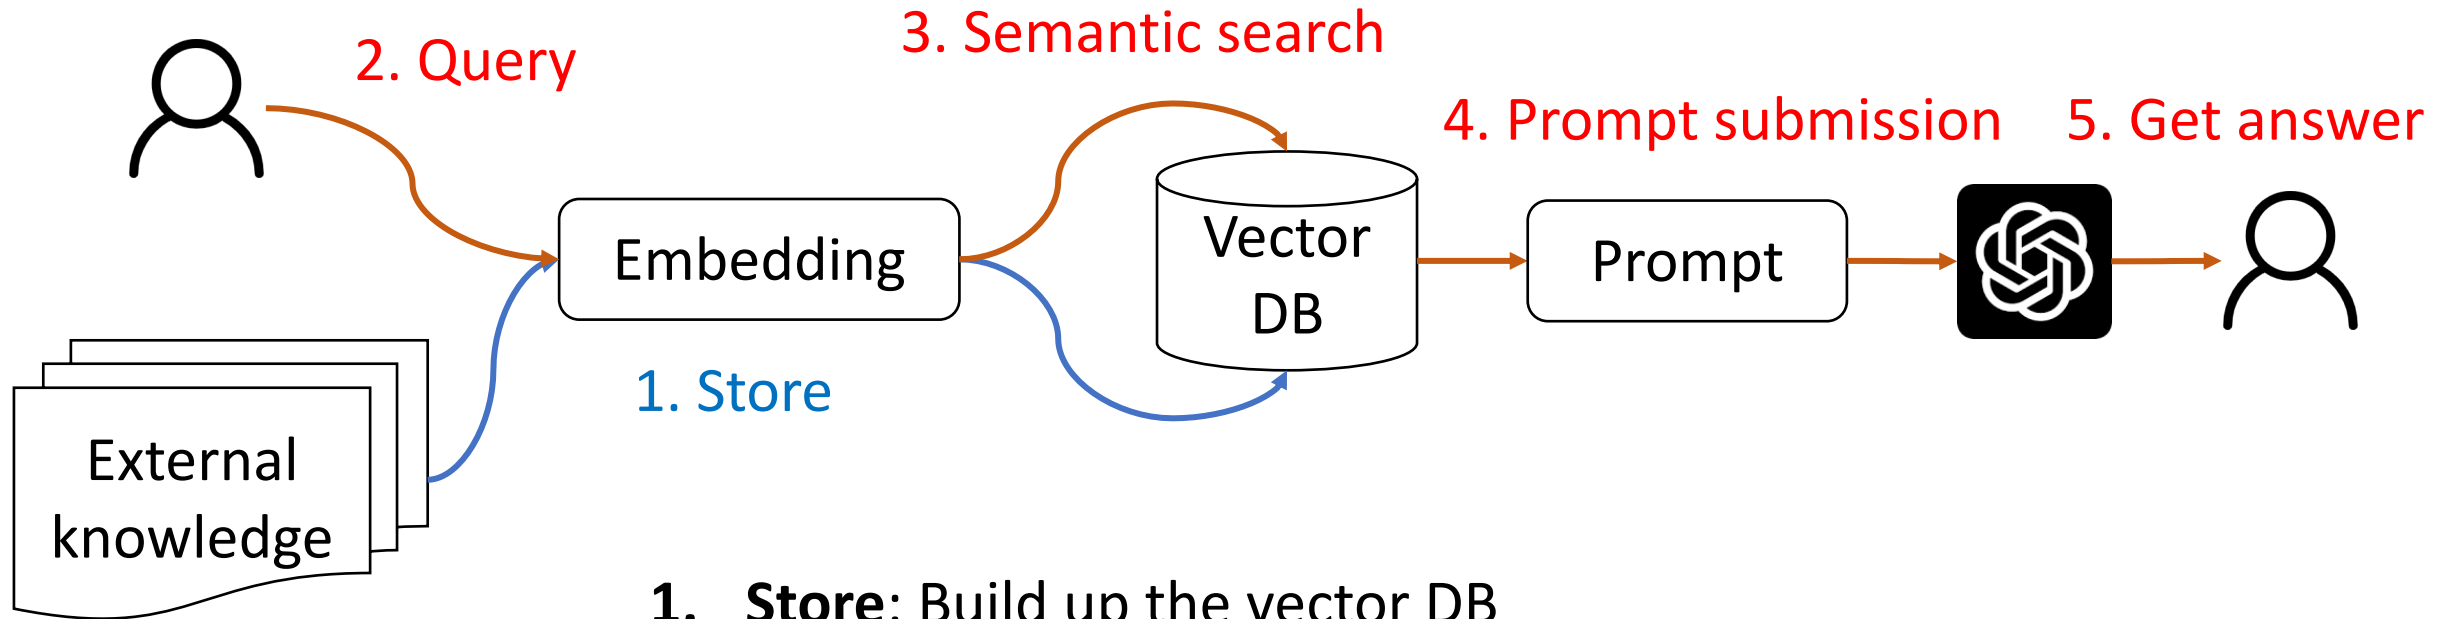 2. Query
3. Semantic search
4. Prompt submission
5. Get answer
Embedding
Vector
DB
Prompt
1. Store
External
knowledge
1. Store: Build up the vector DB